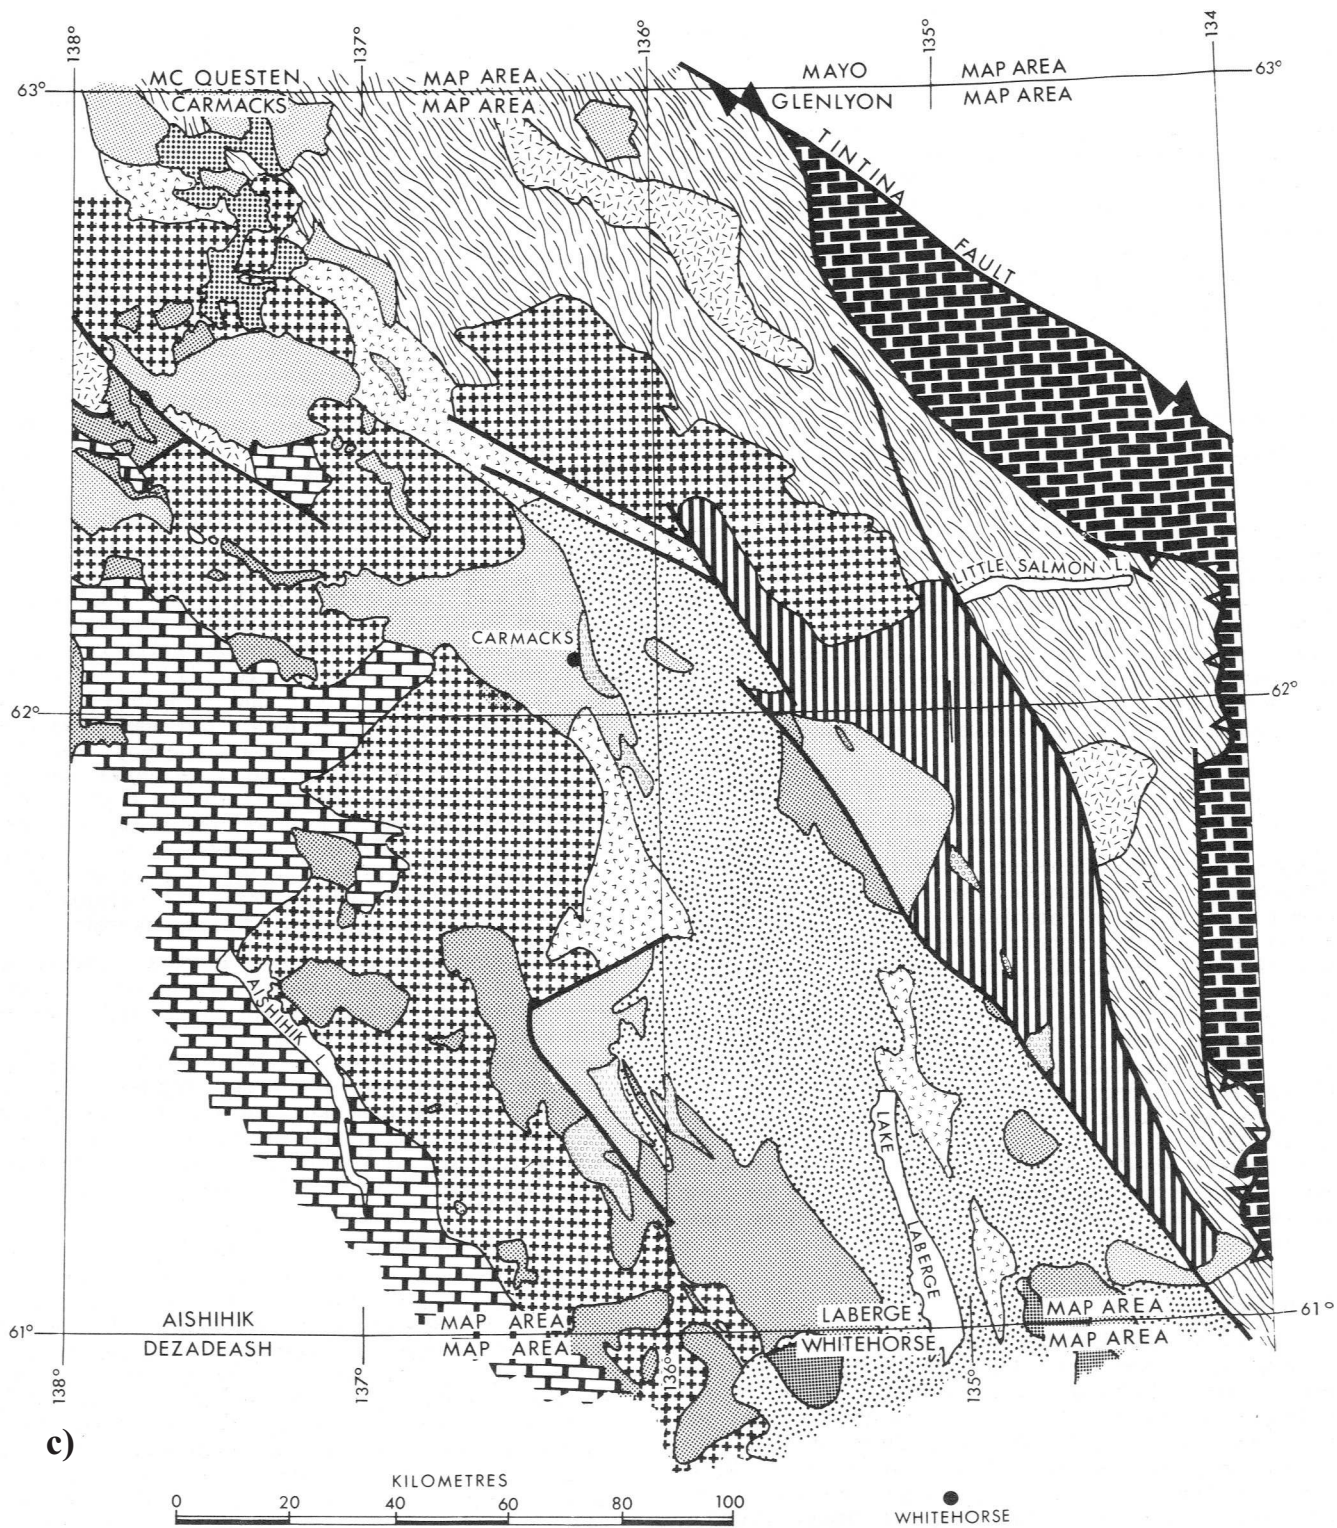 138°
137°
136°
135°
134
63°
MC QUESTEN
CARMACKS
MAP AREA
MAP AREA
MAYO
GLENLYON
MAP AREA
MAP AREA
63°
TINTINA FAULT
LITTLE SALMON L.
CARMACKS
62°
62°
AISHIHIK L.
LAKE LABERGE
61°
AISHIHIK
DEZADEASH
MAP AREA
MAP AREA
LABERGE
WHITEHORSE
MAP AREA
MAP AREA
61°
138°
137°
136°
135°
c)
KILOMETRES
0 20 40 60 80 100
WHITEHORSE